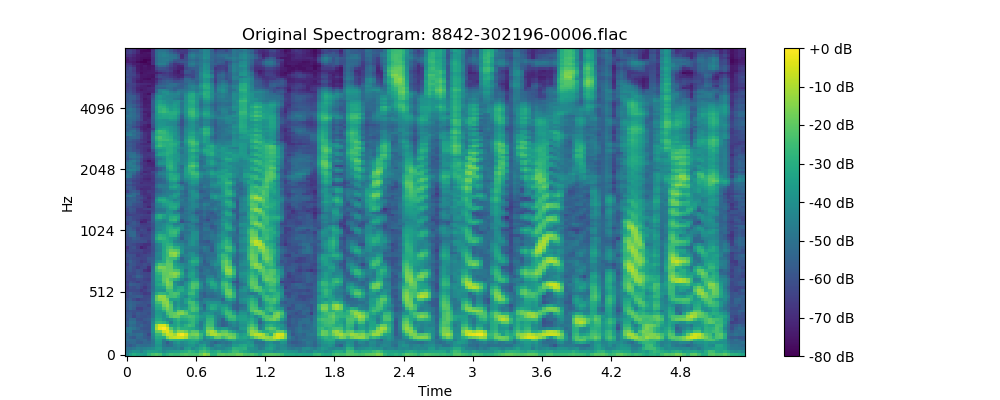 Original Spectrogram: 8842-302196-0006.flac
Hz
4096
2048
1024
512
0
0 0.6 1.2 1.8 2.4 3 3.6 4.2 4.8
Time
+0 dB
-10 dB
-20 dB
-30 dB
-40 dB
-50 dB
-60 dB
-70 dB
-80 dB